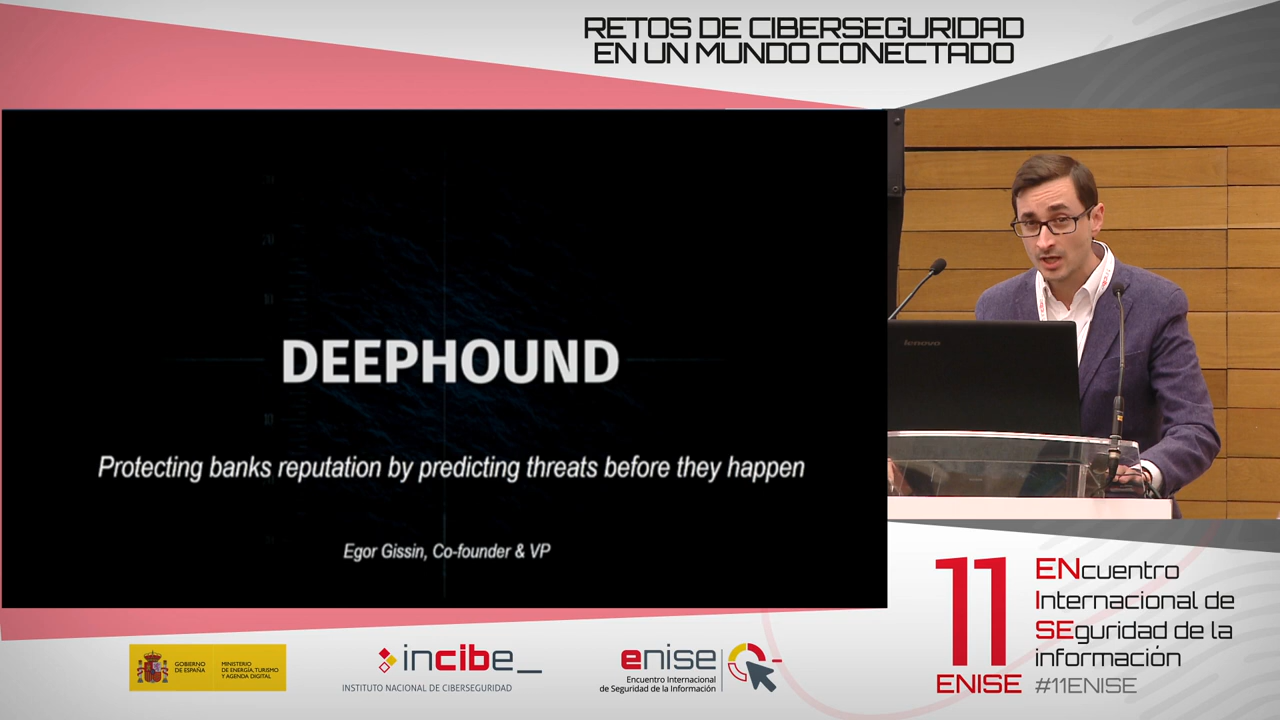 RETOS DE CIBERSEGURIDAD
EN UN MUNDO CONECTADO
DEEPHOUND
Protecting banks reputation by predicting threats before they happen
Egor Gissin, Co-founder & VP
lenovo
11
ENISE
ENcuentro
Internacional de
SEguridad de la
información
#11ENISE
GOBIERNO
DE ESPAÑA
MINISTERIO
DE ENERGÍA, TURISMO
Y AGENDA DIGITAL
incibe_
INSTITUTO NACIONAL DE CIBERSEGURIDAD
enise
Encuentro Internacional
de Seguridad de la Información